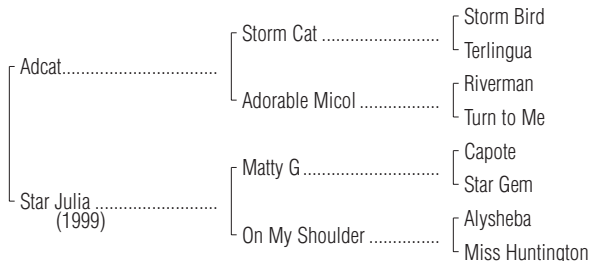 Storm Bird
Storm Cat ........................
Terlingua
Adcat................................
Riverman
Adorable Micol .................
Turn to Me
Capote
Matty G ............................
Star Gem
Star Julia .........................
(1999)
Alysheba
On My Shoulder ...............
Miss Huntington